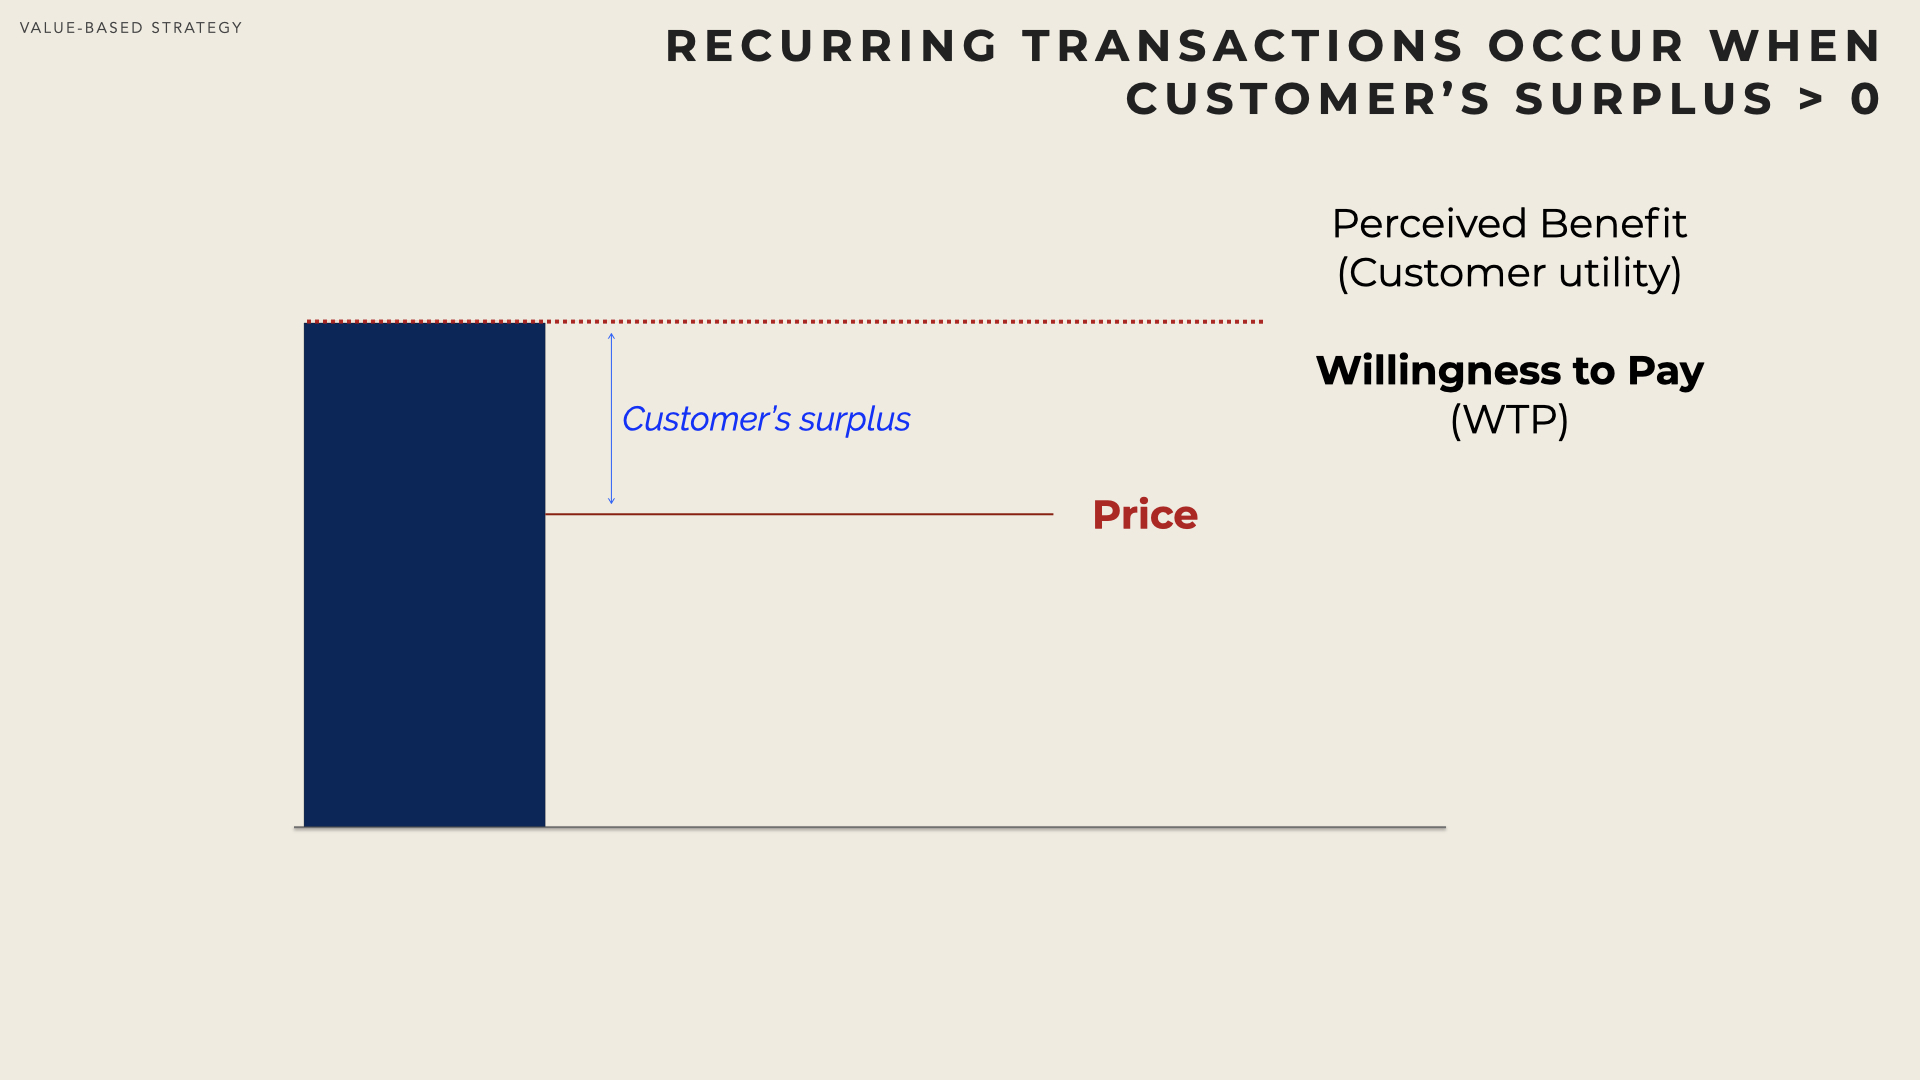 VALUE-BASED STRATEGY
RECURRING TRANSACTIONS OCCUR WHEN
CUSTOMER’S SURPLUS > 0
Perceived Benefit
(Customer utility)
Willingness to Pay
(WTP)
Customer's surplus
Price